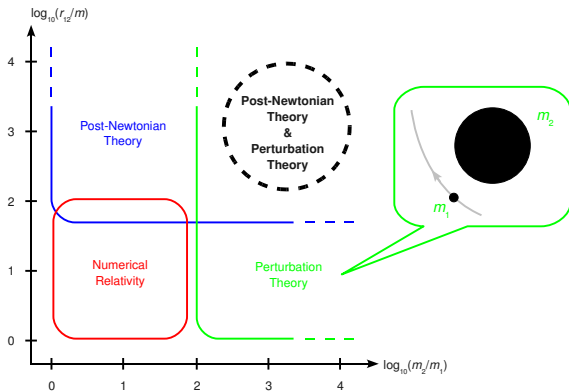 log₁₀(r₁₂/m)
4
3
2
1
0
Post-Newtonian
Theory
Post-Newtonian
Theory
&
Perturbation
Theory
Numerical
Relativity
Perturbation
Theory
m₂
m₁
0
1
2
3
4
log₁₀(m₂/m₁)